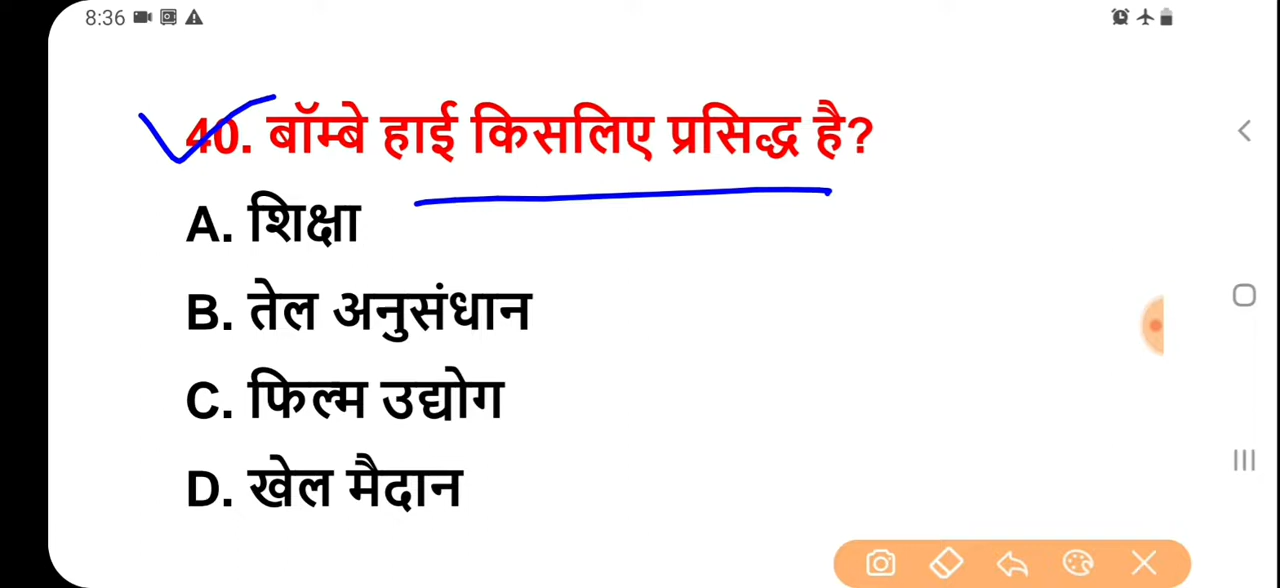 8:36
40. बॉम्बे हाई किसलिए प्रसिद्ध है?
A. शिक्षा
B. तेल अनुसंधान
C. फिल्म उद्योग
D. खेल मैदान